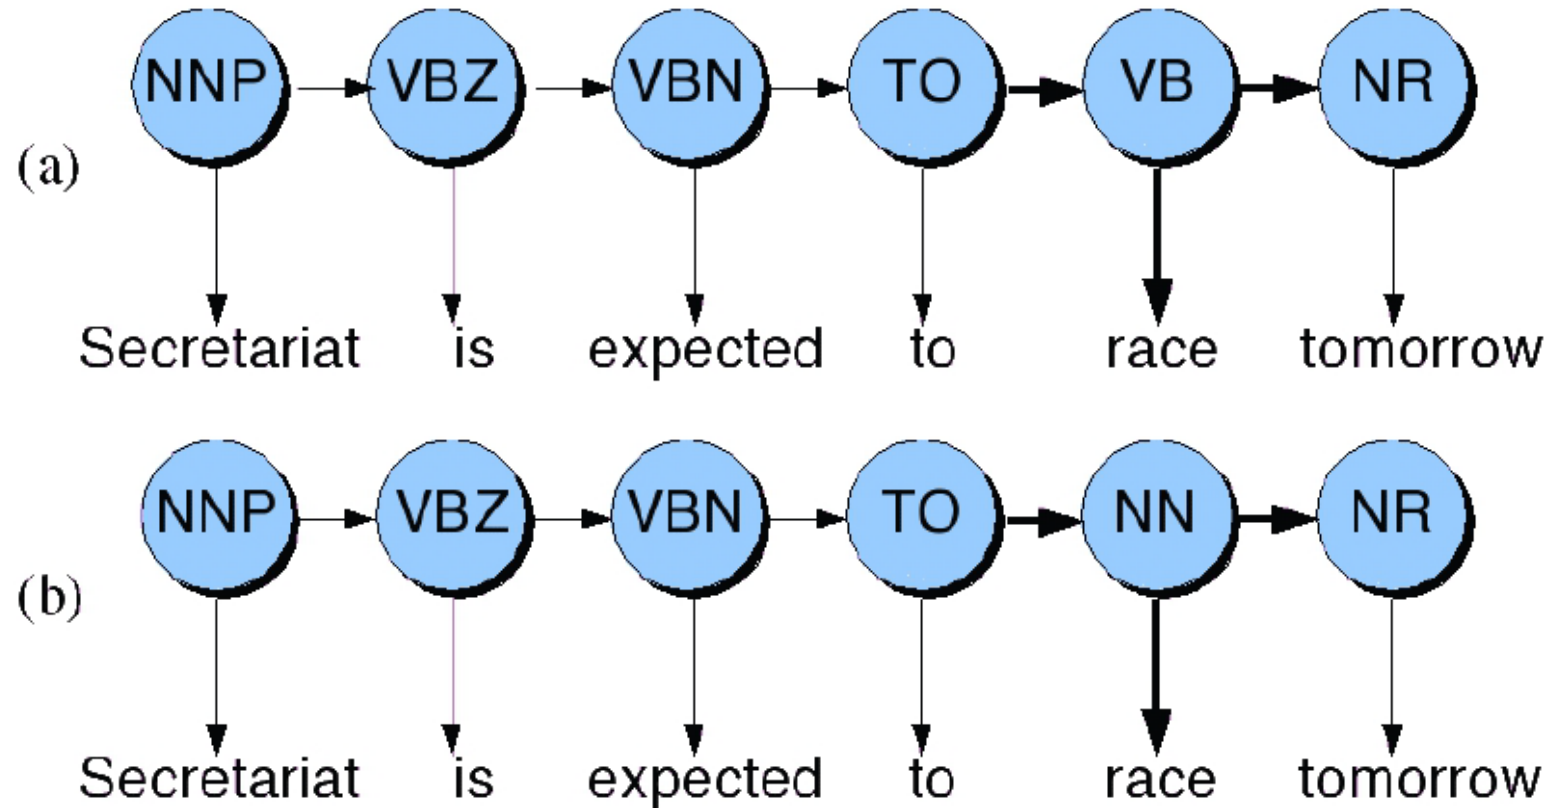 NNP VBZ VBN TO VB NR
(a)
Secretariat is expected to race tomorrow
NNP VBZ VBN TO NN NR
(b)
Secretariat is expected to race tomorrow